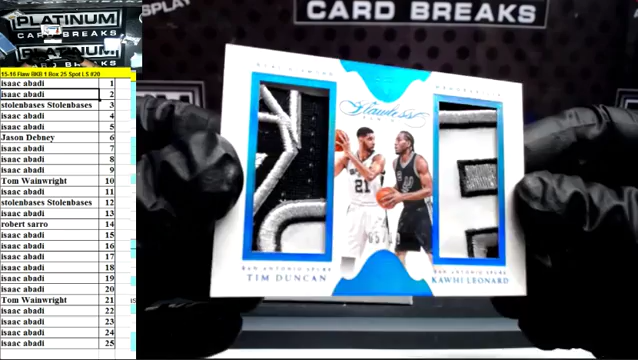 PLATINUM
CARD BREAKS
PLATINUM
CARD BREAKS
SPLAY
CARD BREAKS
15-16 Flaw BKB 1 Box 25 Spot LS #20
isaac abadi 1
isaac abadi 2
stolenbases Stolenbases 3
isaac abadi 4
isaac abadi 5
Jason Debney 6
isaac abadi 7
isaac abadi 8
isaac abadi 9
Tom Wainwright 10
isaac abadi 11
stolenbases Stolenbases 12
isaac abadi 13
robert sarro 14
isaac abadi 15
isaac abadi 16
isaac abadi 17
isaac abadi 18
isaac abadi 19
isaac abadi 20
Tom Wainwright 21
isaac abadi 22
isaac abadi 23
isaac abadi 24
isaac abadi 25
Flawless
21
SAN ANTONIO SPURS
TIM DUNCAN
SAN ANTONIO SPURS
KAWHI LEONARD